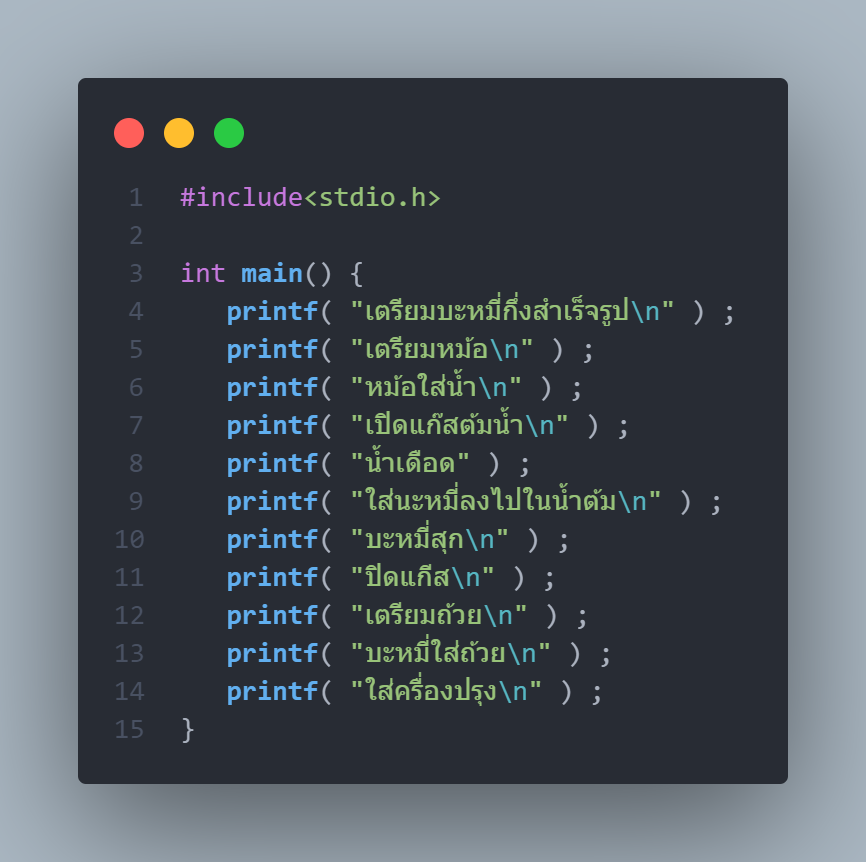 1 #include<stdio.h>
2
3 int main() {
4 printf( "เตรียมบะหมี่กึ่งสำเร็จรูป\n" ) ;
5 printf( "เตรียมหม้อ\n" ) ;
6 printf( "หม้อใส่น้ำ\n" ) ;
7 printf( "เปิดแก๊สต้มน้ำ\n" ) ;
8 printf( "น้ำเดือด" ) ;
9 printf( "ใส่นะหมี่ลงไปในน้ำต้ม\n" ) ;
10 printf( "บะหมี่สุก\n" ) ;
11 printf( "ปิดแกีส\n" ) ;
12 printf( "เตรียมถ้วย\n" ) ;
13 printf( "บะหมี่ใส่ถ้วย\n" ) ;
14 printf( "ใส่ครื่องปรุง\n" ) ;
15 }